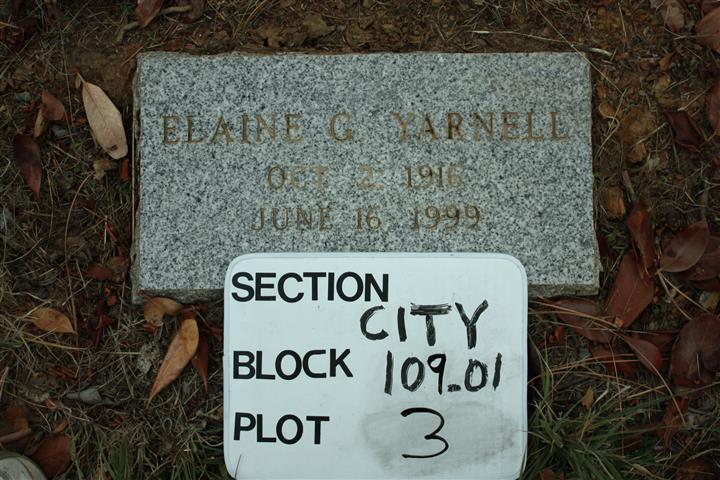 ELAINE G. YARNELL
OCT. 2, 1916
JUNE 16, 1999
SECTION CITY
BLOCK 109.01
PLOT 3